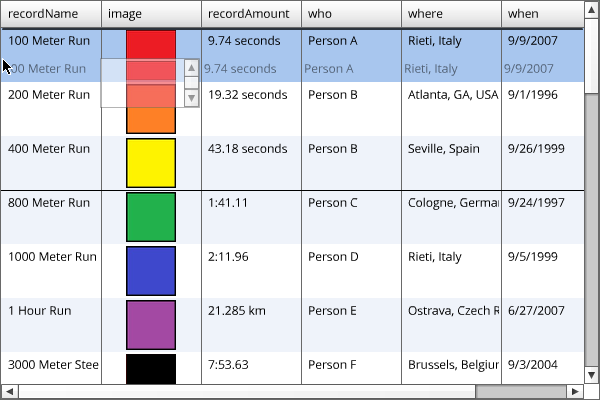 recordName image recordAmount who where when
100 Meter Run 9.74 seconds Person A Rieti, Italy 9/9/2007
00 Meter Run 9.74 seconds Person A Rieti, Italy 9/9/2007
200 Meter Run 19.32 seconds Person B Atlanta, GA, USA 9/1/1996
400 Meter Run 43.18 seconds Person B Seville, Spain 9/26/1999
800 Meter Run 1:41.11 Person C Cologne, Germa 9/24/1997
1000 Meter Run 2:11.96 Person D Rieti, Italy 9/5/1999
1 Hour Run 21.285 km Person E Ostrava, Czech R 6/27/2007
3000 Meter Stee 7:53.63 Person F Brussels, Belgiu 9/3/2004